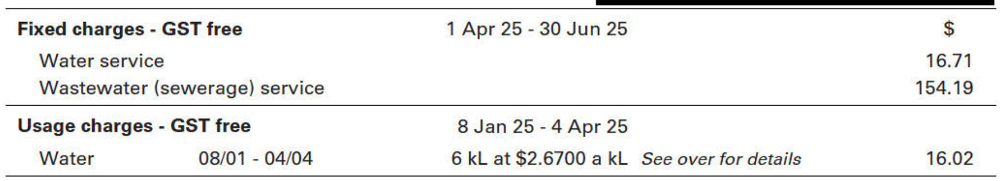 Fixed charges - GST free 1 Apr 25 - 30 Jun 25 $
Water service 16.71
Wastewater (sewerage) service 154.19
Usage charges - GST free 8 Jan 25 - 4 Apr 25
Water 08/01 - 04/04 6 kL at $2.6700 a kL See over for details 16.02